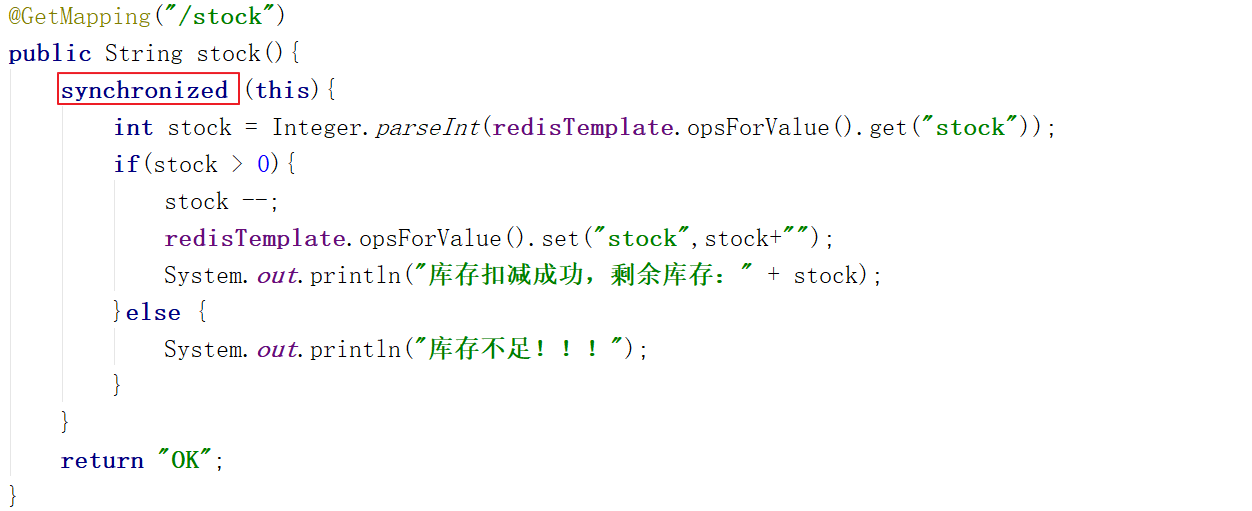 @GetMapping("/stock")
public String stock(){
    synchronized (this){
        int stock = Integer.parseInt(redisTemplate.opsForValue().get("stock"));
        if(stock > 0){
            stock --;
            redisTemplate.opsForValue().set("stock",stock+"");
            System.out.println("库存扣减成功，剩余库存：" + stock);
        }else {
            System.out.println("库存不足！！！");
        }
    }
    return "OK";
}